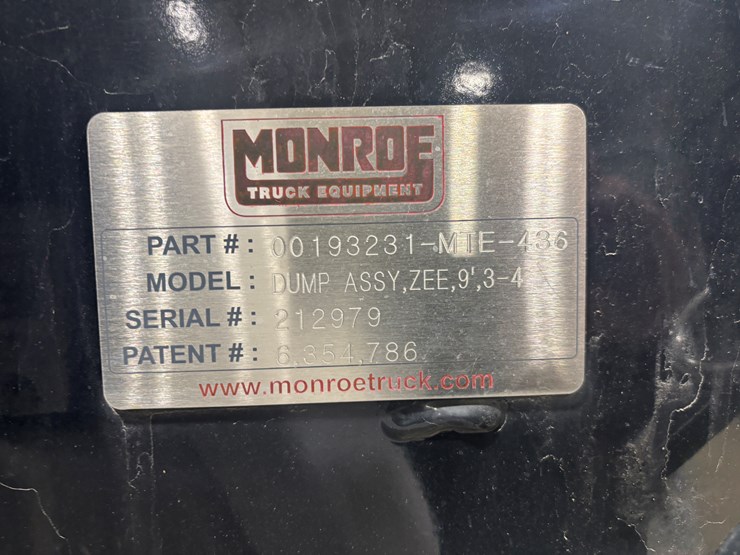 MONROE
TRUCK EQUIPMENT
PART #: 00193231-MTE-436
MODEL: DUMP ASSY,ZEE,9',3-4
SERIAL #: 212979
PATENT #: 6,354,786
www.monroetruck.com